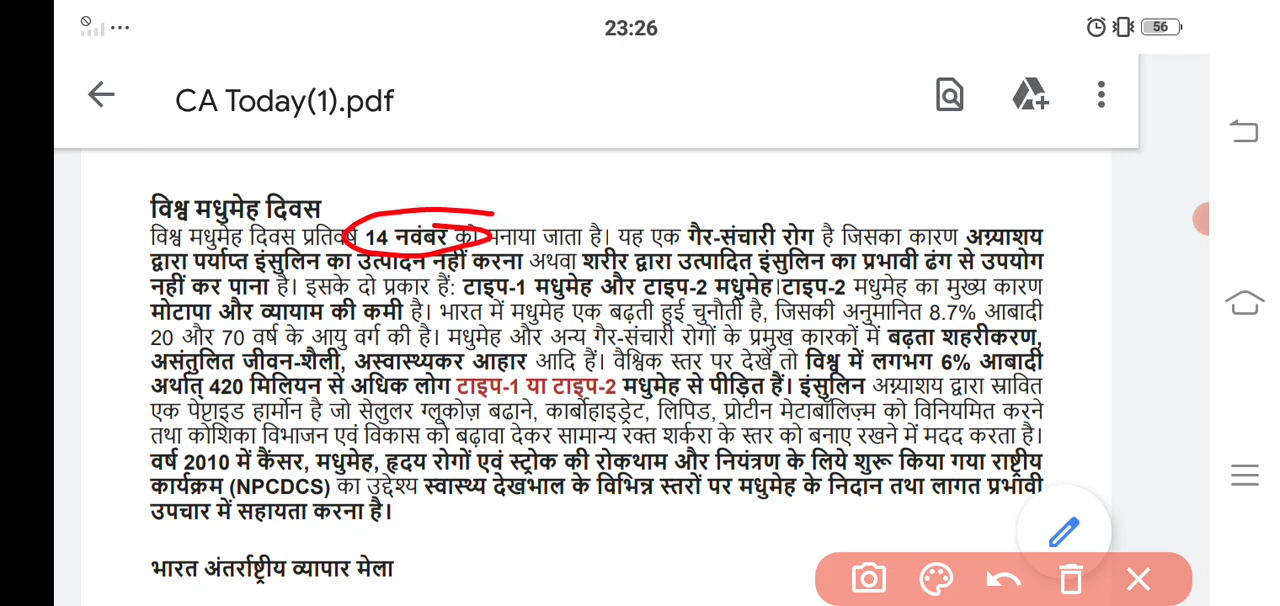 23:26
56
CA Today(1).pdf
विश्व मधुमेह दिवस
विश्व मधुमेह दिवस प्रतिवर्ष 14 नवंबर को मनाया जाता है। यह एक गैर-संचारी रोग है जिसका कारण अग्न्याशय
द्वारा पर्याप्त इंसुलिन का उत्पादन नहीं करना अथवा शरीर द्वारा उत्पादित इंसुलिन का प्रभावी ढंग से उपयोग
नहीं कर पाना है। इसके दो प्रकार हैं: टाइप-1 मधुमेह और टाइप-2 मधुमेह।टाइप-2 मधुमेह का मुख्य कारण
मोटापा और व्यायाम की कमी है। भारत में मधुमेह एक बढ़ती हुई चुनौती है, जिसकी अनुमानित 8.7% आबादी
20 और 70 वर्ष के आयु वर्ग की है। मधुमेह और अन्य गैर-संचारी रोगों के प्रमुख कारकों में बढ़ता शहरीकरण,
असंतुलित जीवन-शैली, अस्वास्थ्यकर आहार आदि हैं। वैश्विक स्तर पर देखें तो विश्व में लगभग 6% आबादी
अर्थात् 420 मिलियन से अधिक लोग टाइप-1 या टाइप-2 मधुमेह से पीड़ित हैं। इंसुलिन अग्न्याशय द्वारा स्रावित
एक पेप्टाइड हार्मोन है जो सेलुलर ग्लूकोज़ बढाने, कार्बोहाइड्रेट, लिपिड, प्रोटीन मेटाबॉलिज़्म को विनियमित करने
तथा कोशिका विभाजन एवं विकास को बढ़ावा देकर सामान्य रक्त शर्करा के स्तर को बनाए रखने में मदद करता है।
वर्ष 2010 में कैंसर, मधुमेह, हृदय रोगों एवं स्ट्रोक की रोकथाम और नियंत्रण के लिये शुरू किया गया राष्ट्रीय
कार्यक्रम (NPCDCS) का उद्देश्य स्वास्थ्य देखभाल के विभिन्न स्तरों पर मधुमेह के निदान तथा लागत प्रभावी
उपचार में सहायता करना है।
भारत अंतर्राष्ट्रीय व्यापार मेला